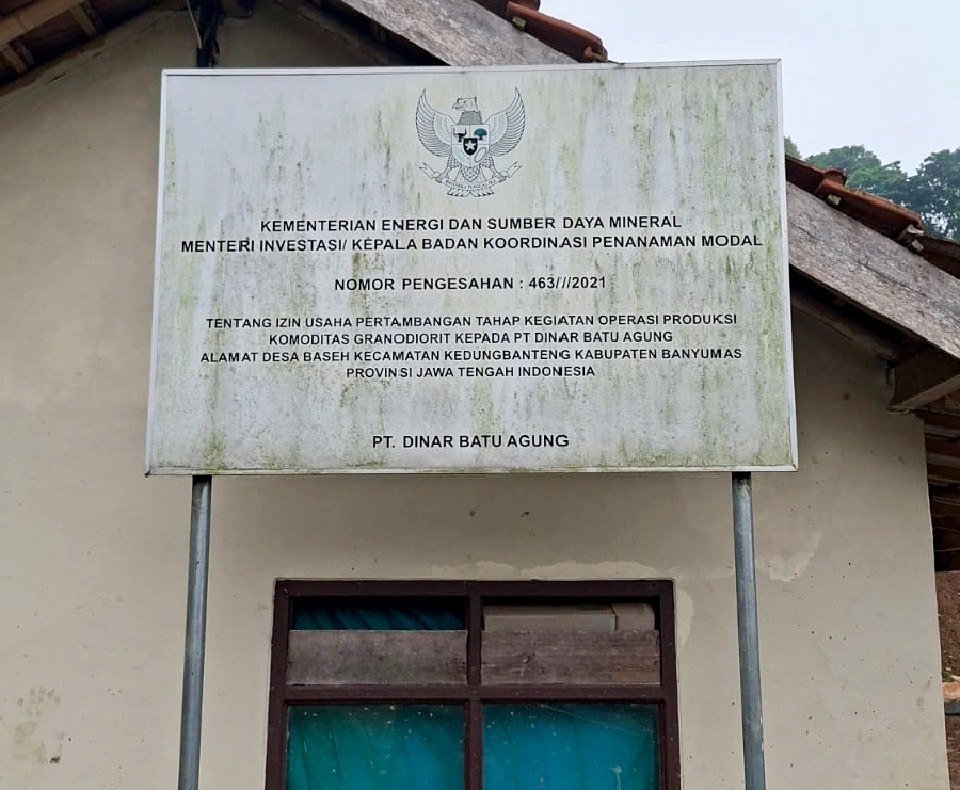 KEMENTERIAN ENERGI DAN SUMBER DAYA MINERAL
MENTERI INVESTASI/ KEPALA BADAN KOORDINASI PENANAMAN MODAL
NOMOR PENGESAHAN : 463/I/I/2021
TENTANG IZIN USAHA PERTAMBANGAN TAHAP KEGIATAN OPERASI PRODUKSI
KOMODITAS GRANODIORIT KEPADA PT DINAR BATU AGUNG
ALAMAT DESA BASEH KECAMATAN KEDUNGBANTENG KABUPATEN BANYUMAS
PROVINSI JAWA TENGAH INDONESIA
PT. DINAR BATU AGUNG